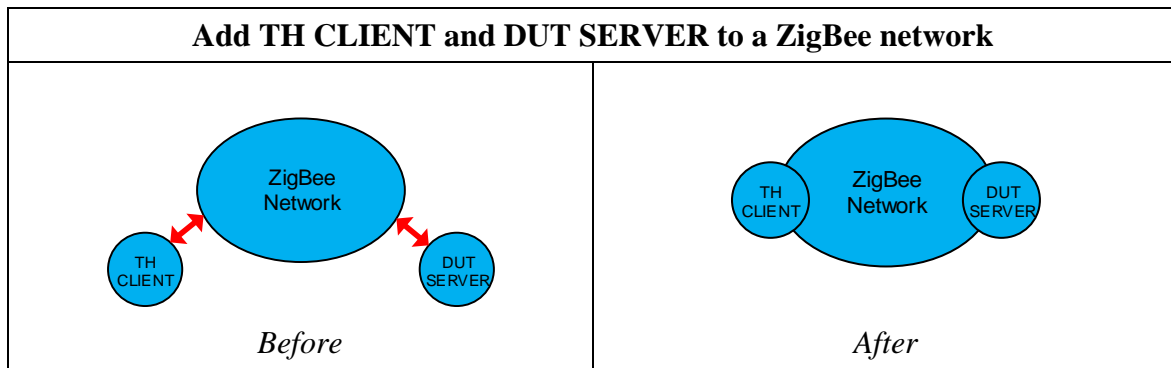 Add TH CLIENT and DUT SERVER to a ZigBee network
ZigBee
Network
TH
CLIENT
DUT
SERVER
Before
TH
CLIENT
ZigBee
Network
DUT
SERVER
After